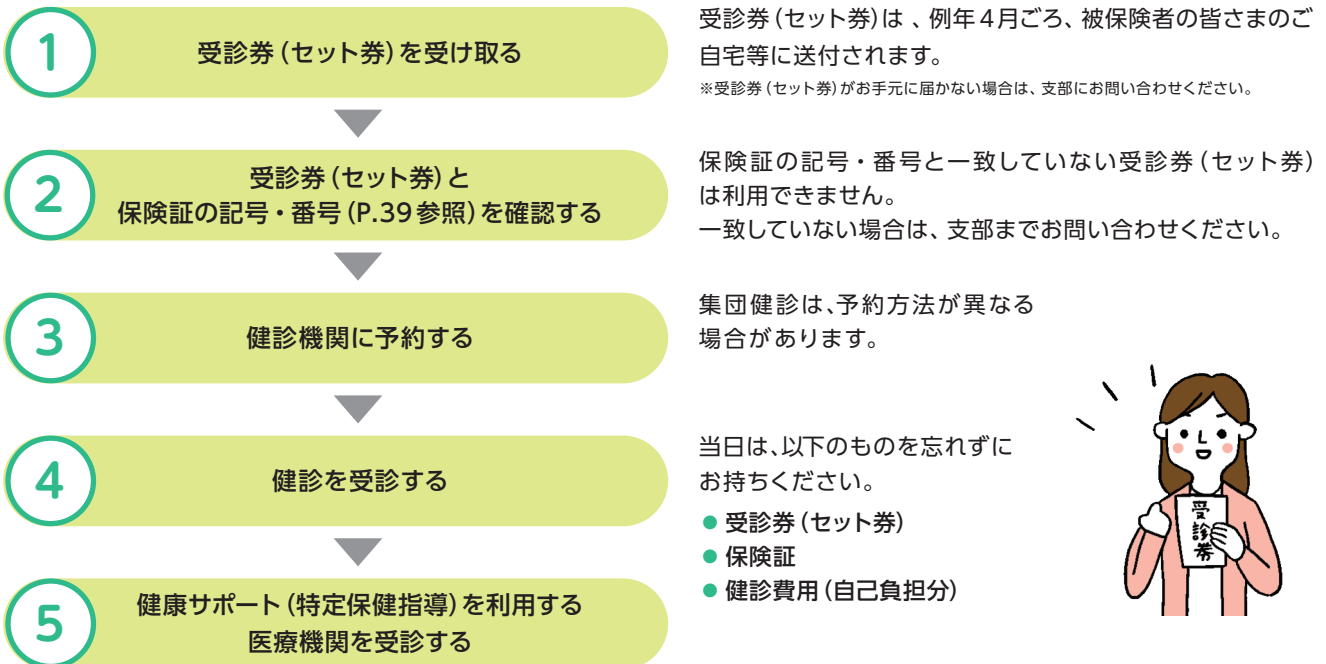 1
受診券（セット券）を受け取る
受診券（セット券）は、例年4月ごろ、被保険者の皆さまのご
自宅等に送付されます。
※受診券（セット券）がお手元に届かない場合は、支部にお問い合わせください。
2
受診券（セット券）と
保険証の記号・番号（P.39参照）を確認する
保険証の記号・番号と一致していない受診券（セット券）
は利用できません。
一致していない場合は、支部までお問い合わせください。
3
健診機関に予約する
集団健診は、予約方法が異なる
場合があります。
4
健診を受診する
当日は、以下のものを忘れずに
お持ちください。
●受診券（セット券）
●保険証
●健診費用（自己負担分）
受診券
5
健康サポート（特定保健指導）を利用する
医療機関を受診する